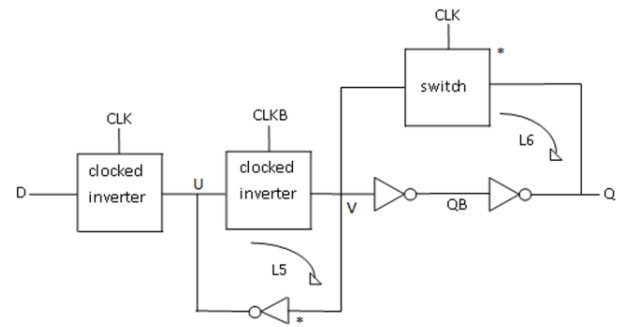 CLK
*
switch
CLK
CLKB
L6
clocked
inverter
clocked
inverter
D
U
V
QB
Q
L5
*